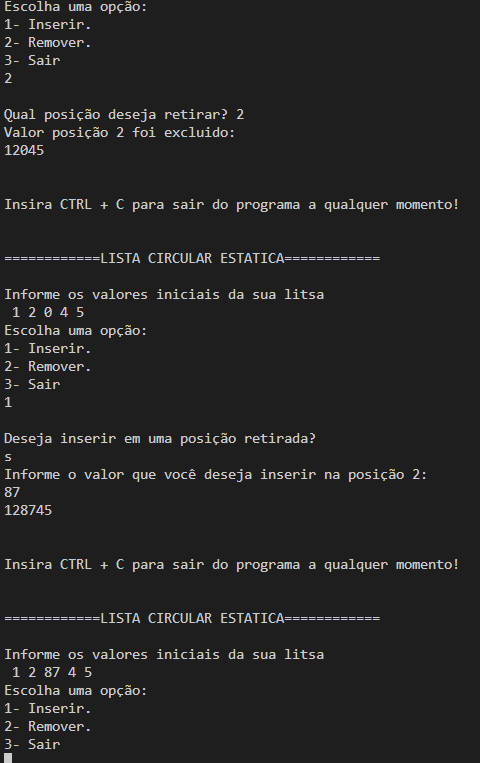 Escolha uma opção:
1- Inserir.
2- Remover.
3- Sair
2
Qual posição deseja retirar? 2
Valor posição 2 foi excluido:
12045
Insira CTRL + C para sair do programa a qualquer momento!
============LISTA CIRCULAR ESTATICA============
Informe os valores iniciais da sua litsa
1 2 0 4 5
Escolha uma opção:
1- Inserir.
2- Remover.
3- Sair
1
Deseja inserir em uma posição retirada?
s
Informe o valor que você deseja inserir na posição 2:
87
128745
Insira CTRL + C para sair do programa a qualquer momento!
============LISTA CIRCULAR ESTATICA============
Informe os valores iniciais da sua litsa
1 2 87 4 5
Escolha uma opção:
1- Inserir.
2- Remover.
3- Sair